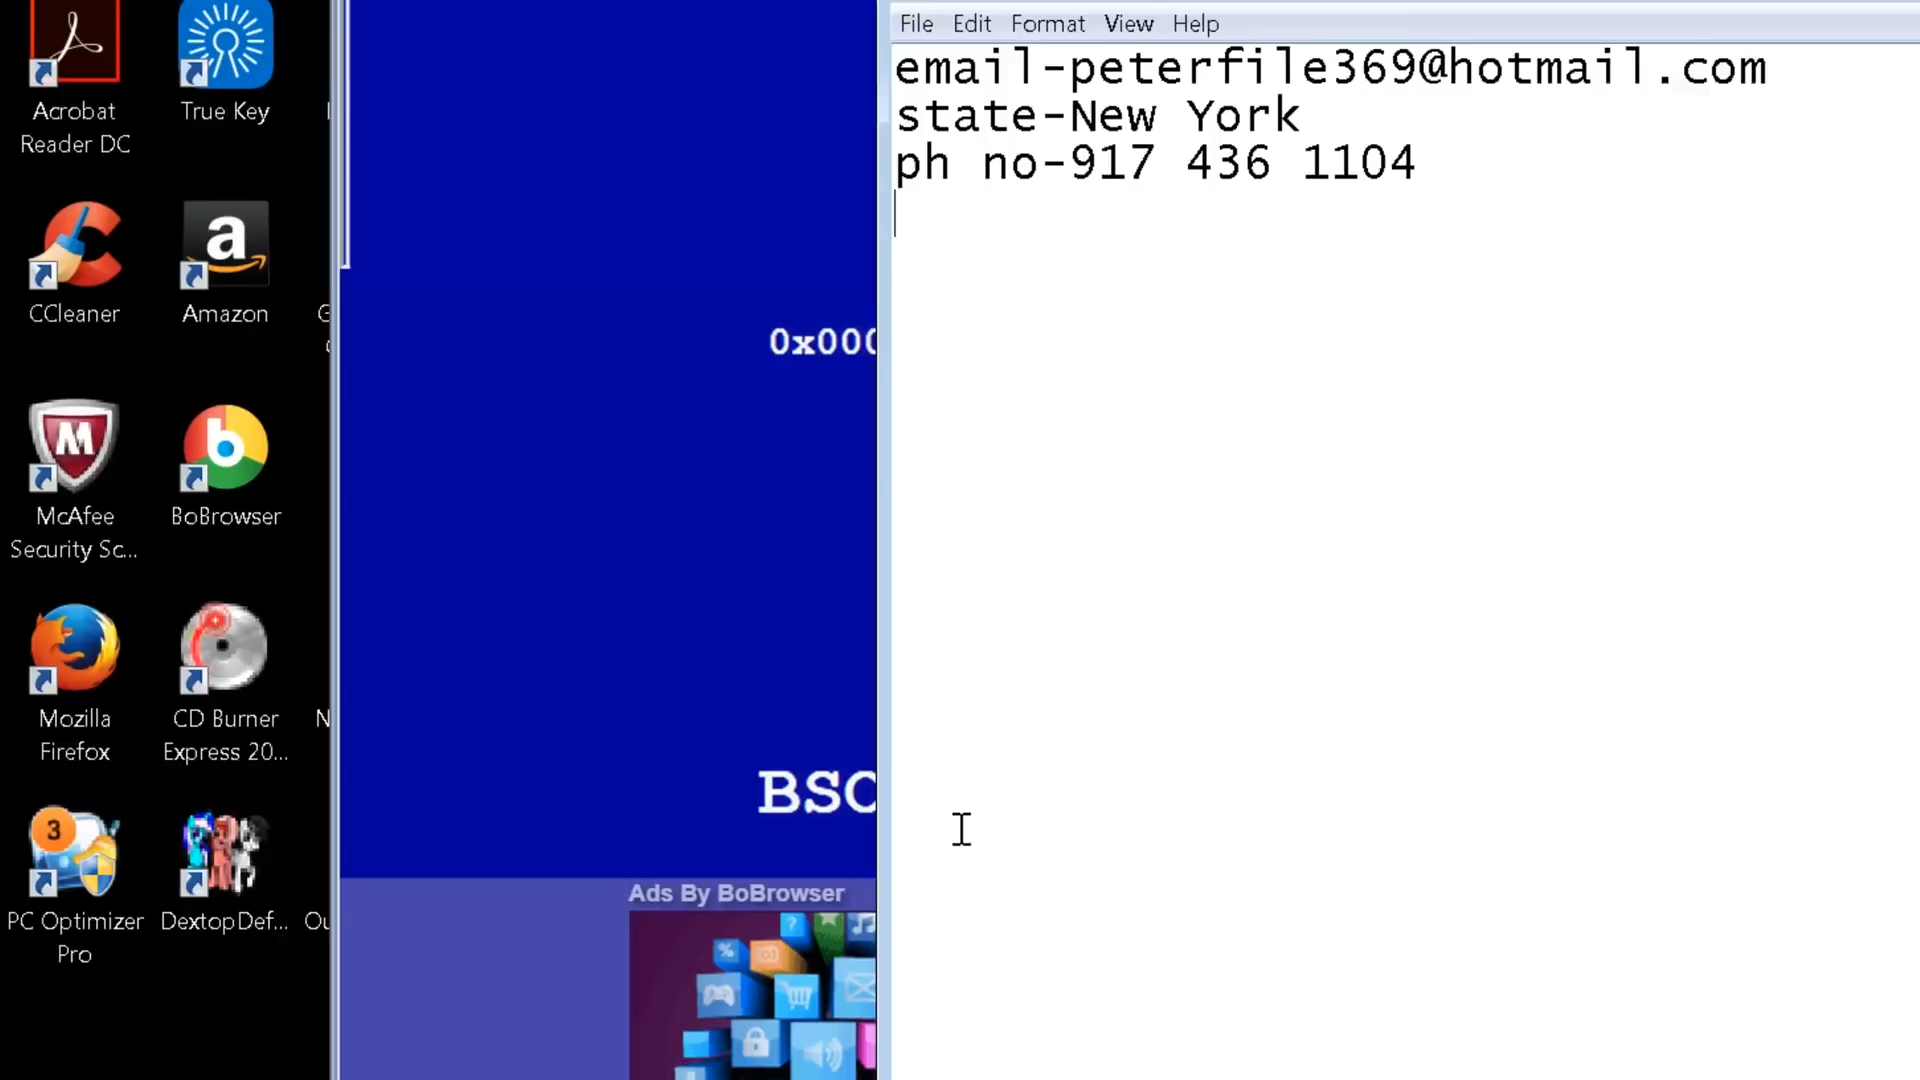 Acrobat
Reader DC
True Key
CCleaner
Amazon
McAfee
Security Sc...
BoBrowser
Mozilla
Firefox
CD Burner
Express 20...
3
PC Optimizer
Pro
DextopDef...
Ou
0x000
BSO
Ads By BoBrowser
File Edit Format View Help
email-peterfile369@hotmail.com
state-New York
ph no-917 436 1104